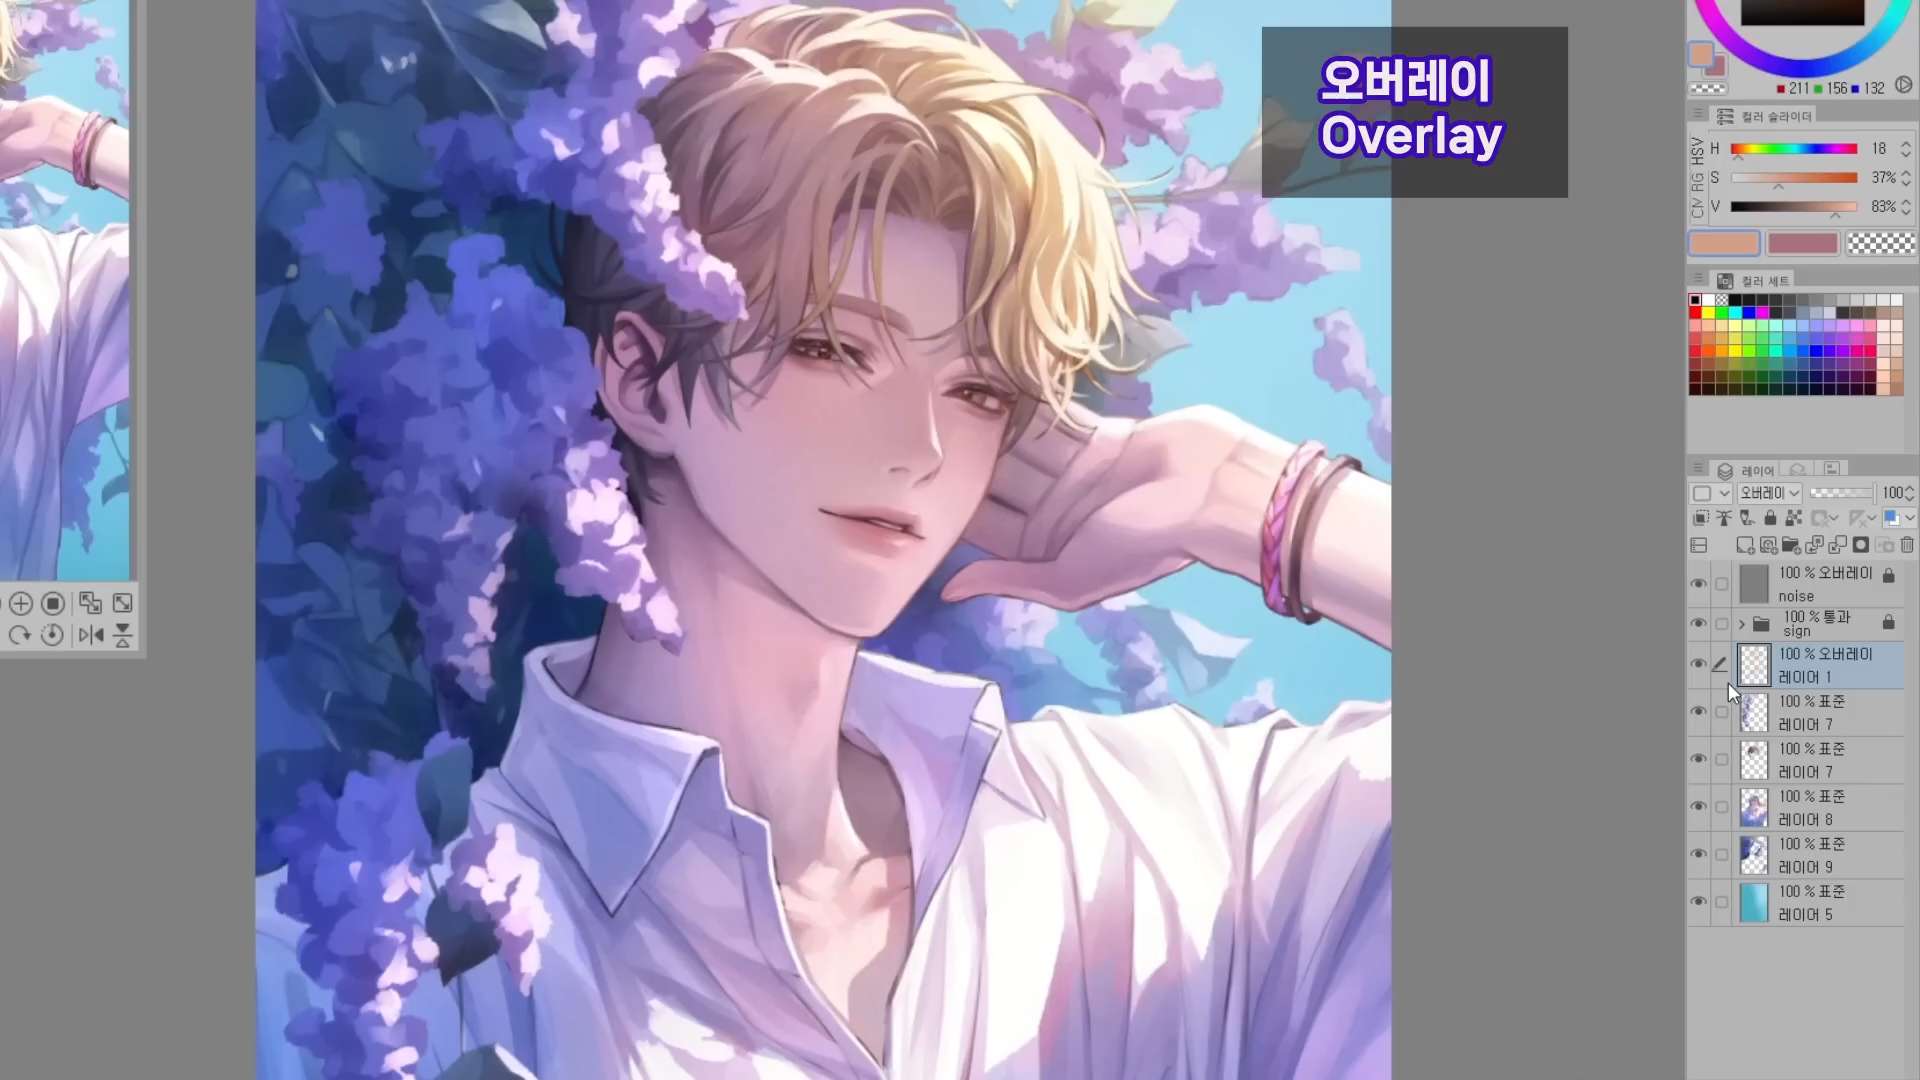 오버레이
Overlay
211 156 132
컬러 슬라이더
HSV
RG
CM
H 18
S 37%
V 83%
컬러 세트
레이어
오버레이 100
100 % 오버레이
noise
100 % 통과
sign
100 % 오버레이
레이어 1
100 % 표준
레이어 7
100 % 표준
레이어 7
100 % 표준
레이어 8
100 % 표준
레이어 9
100 % 표준
레이어 5